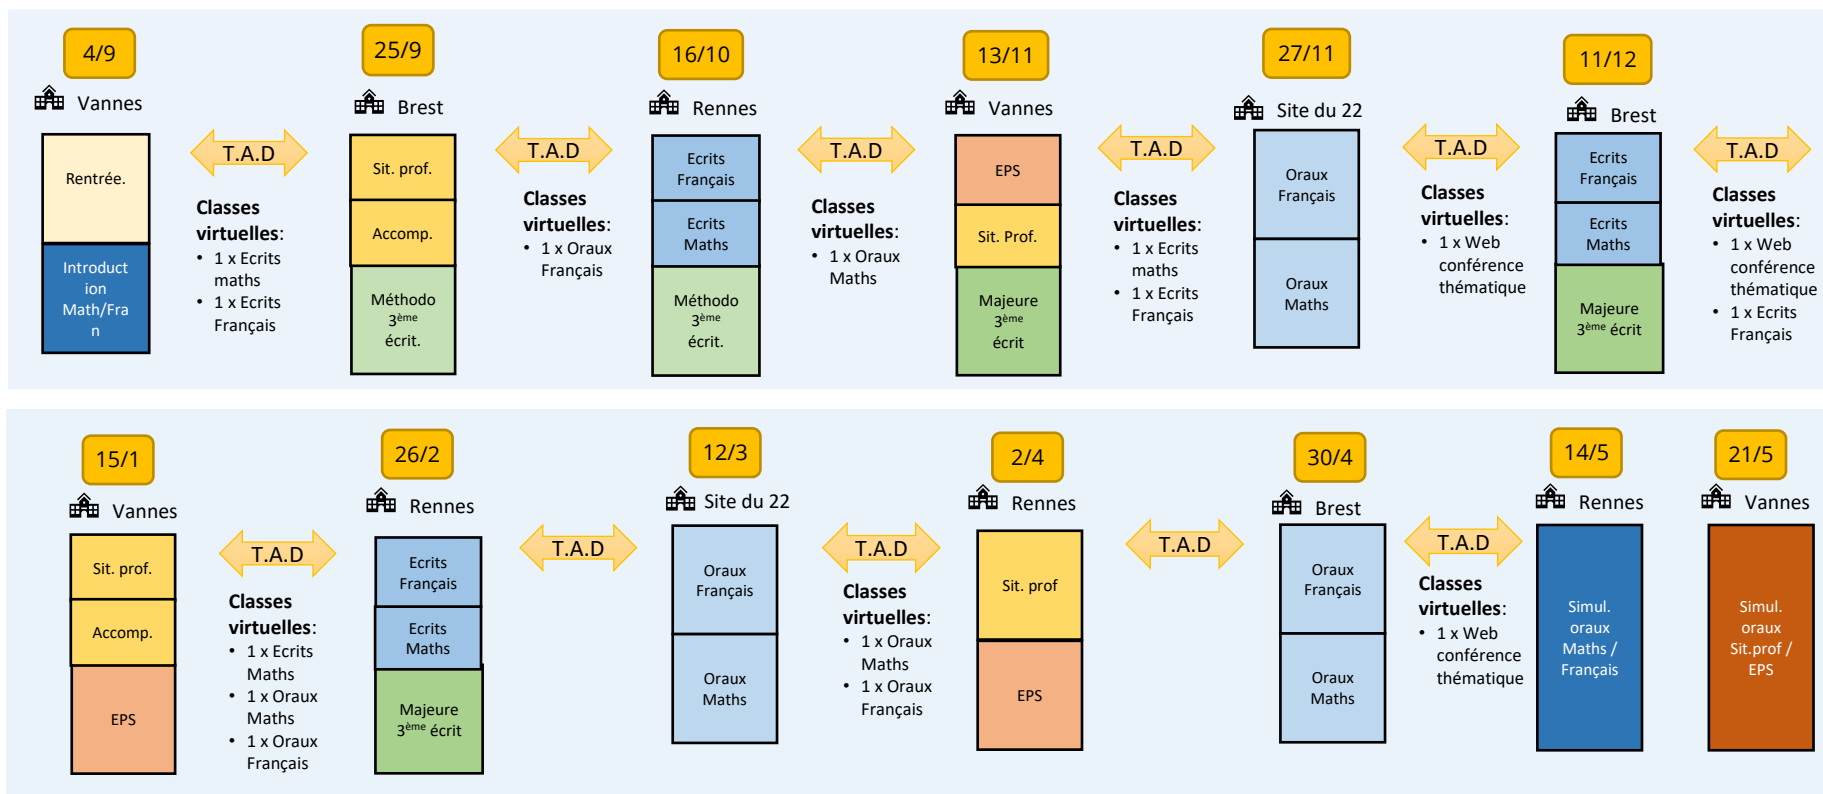 4/9
Vannes
Rentrée.
Introduct
ion
Math/Fra
n
T.A.D
Classes
virtuelles:
• 1 x Ecrits
maths
• 1 x Ecrits
Français
25/9
Brest
Sit. prof.
Accomp.
Méthodo
3ème
écrit.
T.A.D
Classes
virtuelles:
• 1 x Oraux
Français
16/10
Rennes
Ecrits
Français
Ecrits
Maths
Méthodo
3ème
écrit.
T.A.D
Classes
virtuelles:
• 1 x Oraux
Maths
13/11
Vannes
EPS
Sit. Prof.
Majeure
3ème
écrit
T.A.D
Classes
virtuelles:
• 1 x Ecrits
maths
• 1 x Ecrits
Français
27/11
Site du 22
Oraux
Français
Oraux
Maths
T.A.D
Classes
virtuelles:
• 1 x Web
conférence
thématique
11/12
Brest
Ecrits
Français
Ecrits
Maths
Majeure
3ème écrit
T.A.D
Classes
virtuelles:
• 1 x Web
conférence
thématique
• 1 x Ecrits
Français
15/1
Vannes
Sit. prof.
Accomp.
EPS
T.A.D
Classes
virtuelles:
• 1 x Ecrits
Maths
• 1 x Oraux
Maths
• 1 x Oraux
Français
26/2
Rennes
Ecrits
Français
Ecrits
Maths
Majeure
3ème écrit
T.A.D
12/3
Site du 22
Oraux
Français
Oraux
Maths
T.A.D
Classes
virtuelles:
• 1 x Oraux
Maths
• 1 x Oraux
Français
2/4
Rennes
Sit. prof
EPS
T.A.D
30/4
Brest
Oraux
Français
Oraux
Maths
T.A.D
Classes
virtuelles:
• 1 x Web
conférence
thématique
14/5
Rennes
Simul.
oraux
Maths /
Français
21/5
Vannes
Simul.
oraux
Sit.prof /
EPS